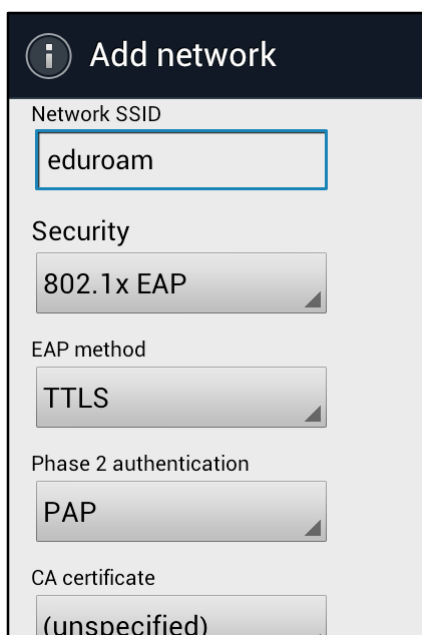 Add network
Network SSID
eduroam
Security
802.1x EAP
EAP method
TTLS
Phase 2 authentication
PAP
CA certificate
(unspecified)